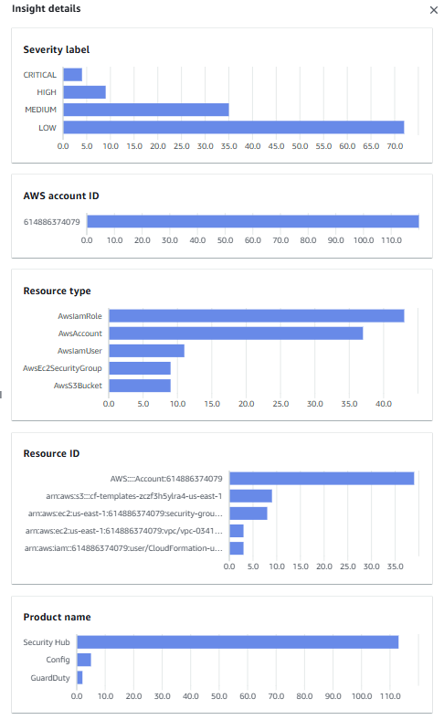 Insight details
Severity label
CRITICAL
HIGH
MEDIUM
LOW
0.0 5.0 10.0 15.0 20.0 25.0 30.0 35.0 40.0 45.0 50.0 55.0 60.0 65.0 70.0
AWS account ID
614886374079
0.0 10.0 20.0 30.0 40.0 50.0 60.0 70.0 80.0 90.0 100.0 110.0
Resource type
AwsIamRole
AwsAccount
AwsIamUser
AwsEc2SecurityGroup
AwsS3Bucket
0.0 5.0 10.0 15.0 20.0 25.0 30.0 35.0 40.0
Resource ID
AWS::::Account:614886374079
arn:aws:s3:::cf-templates-zczf3h5ylra4-us-east-1
arn:aws:ec2:us-east-1:614886374079:security-grou...
arn:aws:ec2:us-east-1:614886374079:vpc/vpc-0341...
arn:aws:iam::614886374079:user/CloudFormation-u...
0.0 5.0 10.0 15.0 20.0 25.0 30.0 35.0
Product name
Security Hub
Config
GuardDuty
0.0 10.0 20.0 30.0 40.0 50.0 60.0 70.0 80.0 90.0 100.0 110.0